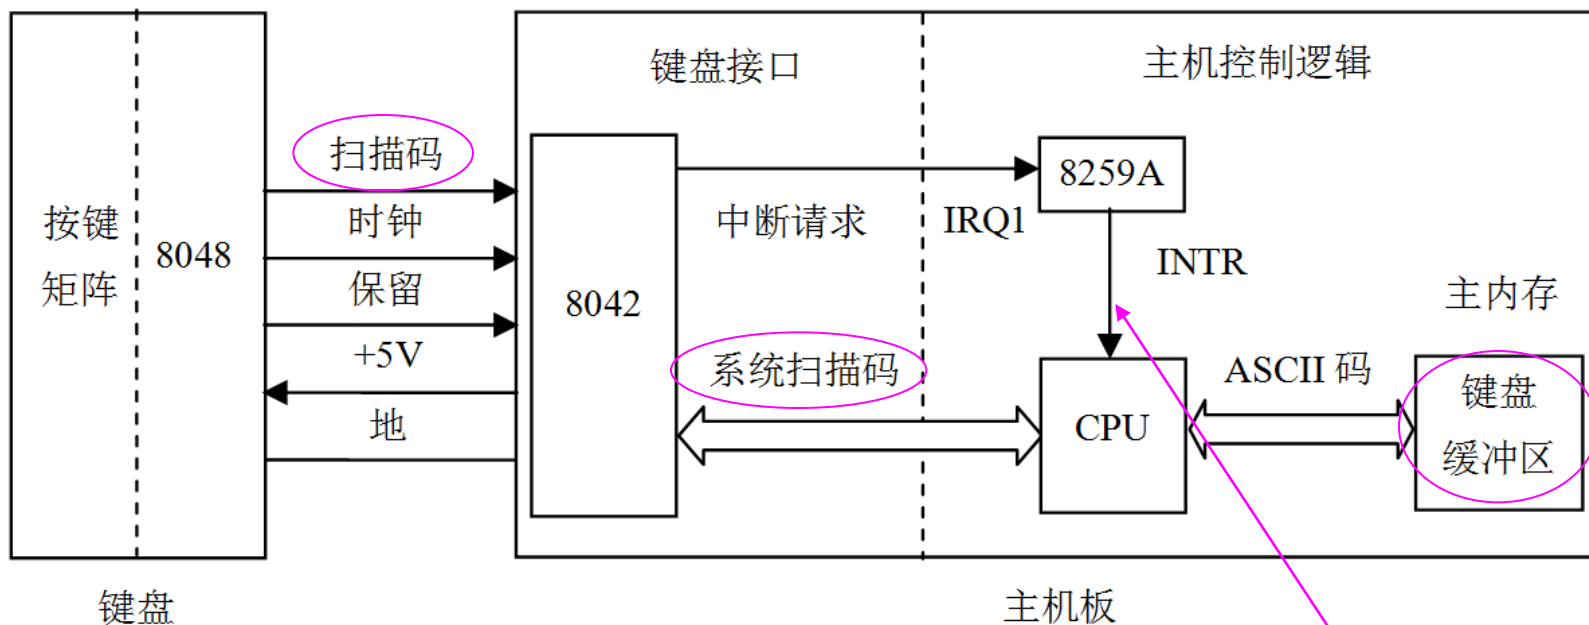 键盘接口
主机控制逻辑
扫描码
8259A
按键
矩阵
8048
时钟
中断请求
IRQ1
INTR
保留
8042
主内存
+5V
系统扫描码
ASCII 码
键盘
缓冲区
地
CPU
键盘
主机板